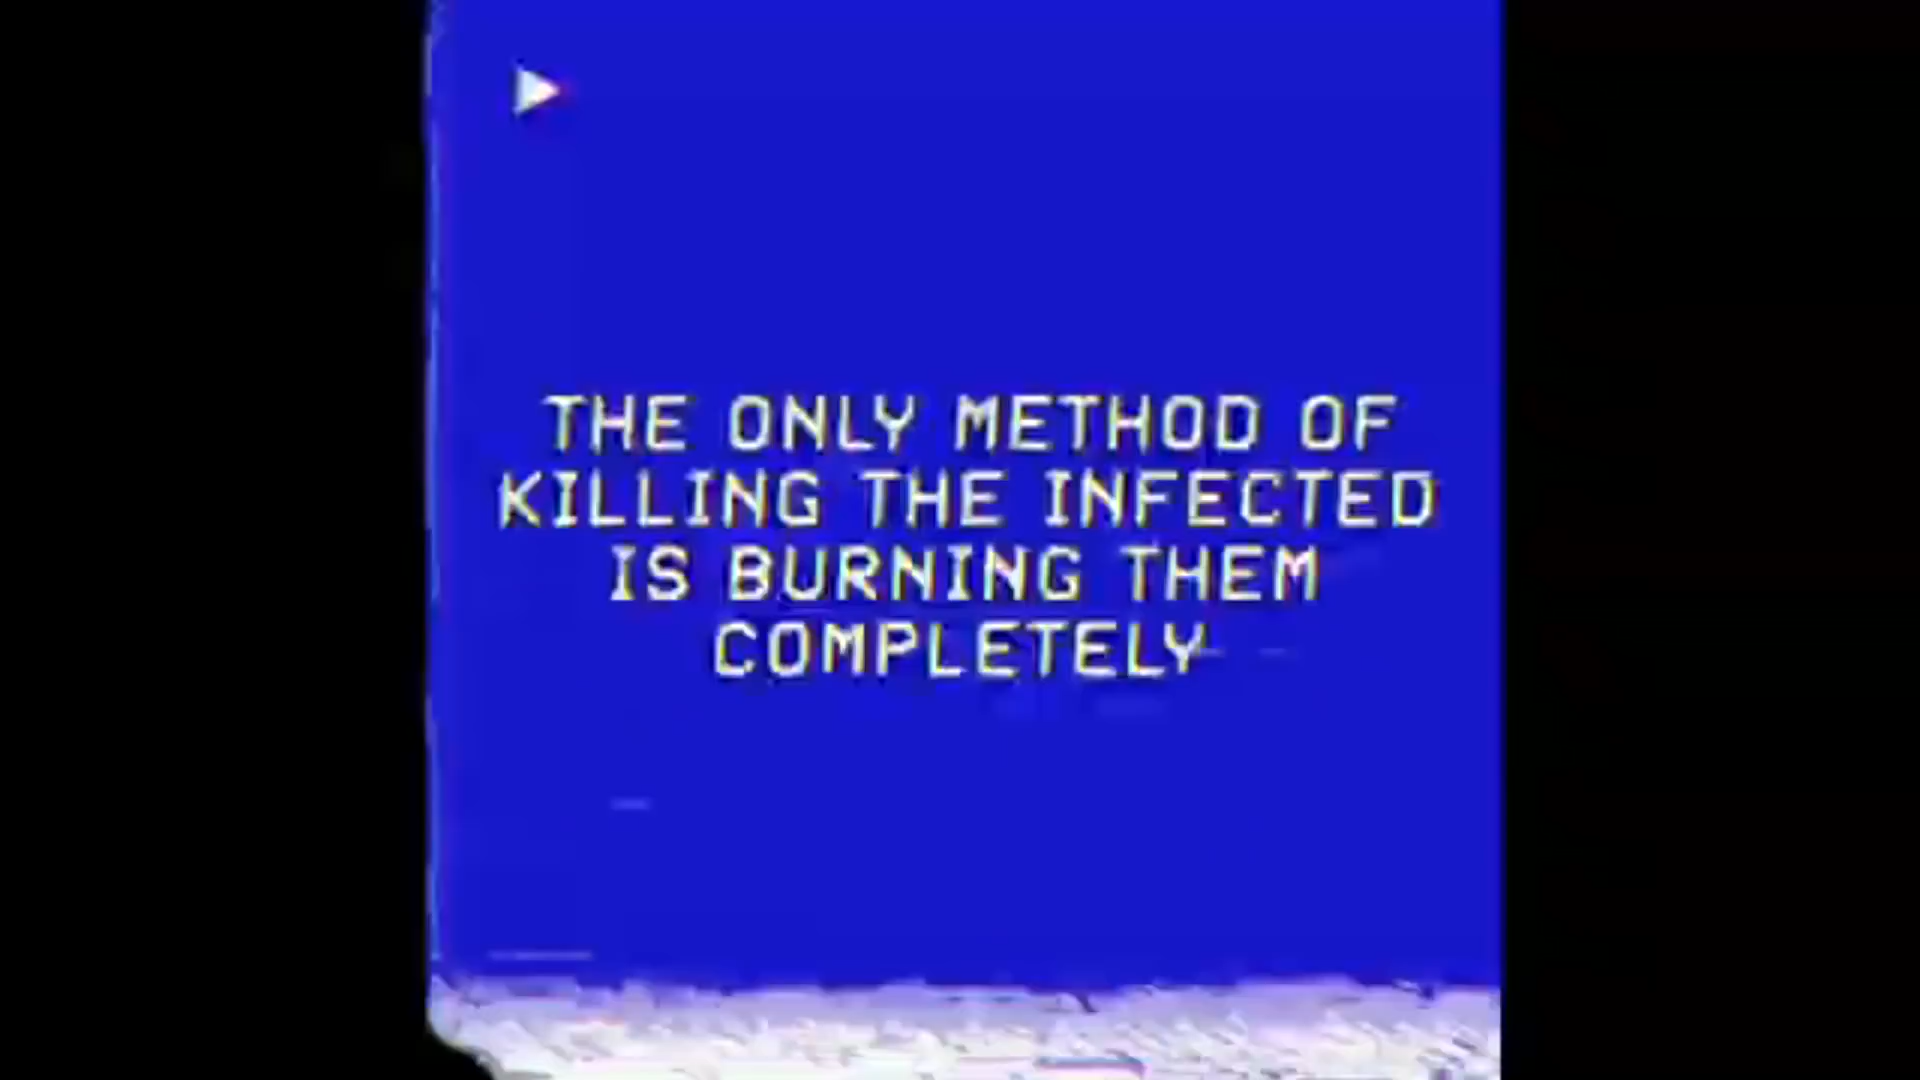 THE ONLY METHOD OF
KILLING THE INFECTED
IS BURNING THEM
COMPLETELY